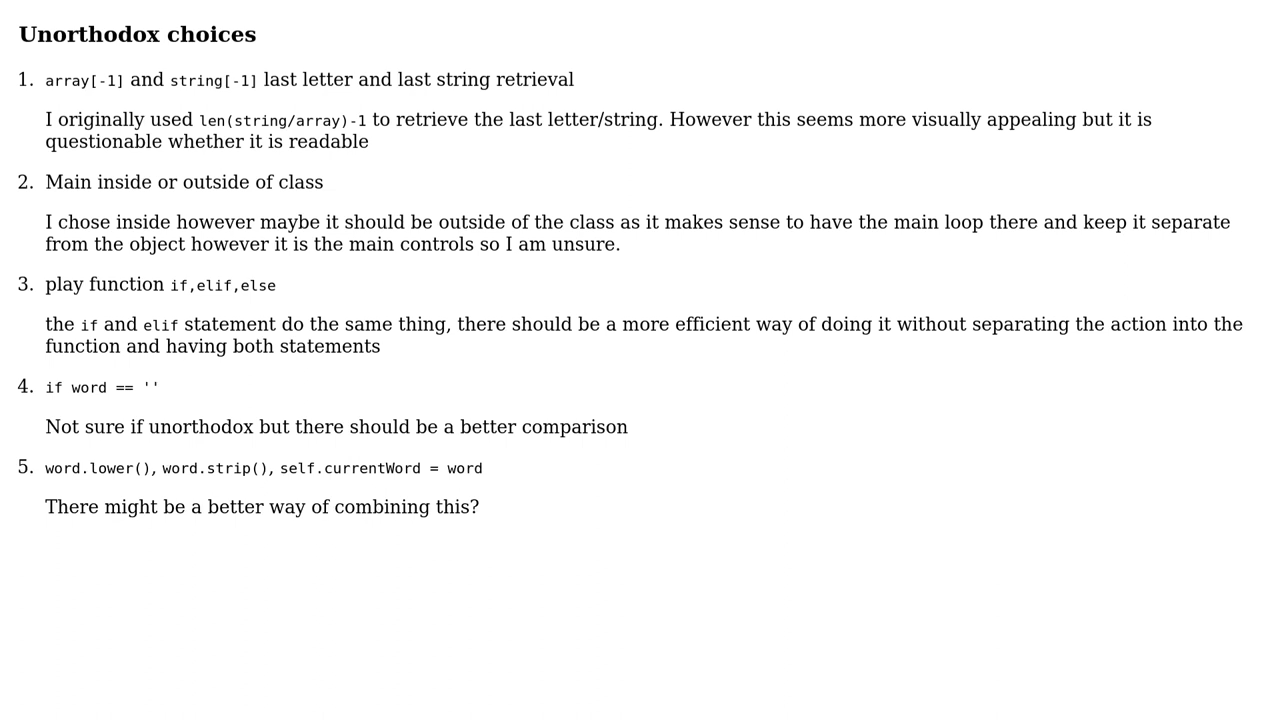 Unorthodox choices
1. array[-1] and string[-1] last letter and last string retrieval
I originally used len(string/array)-1 to retrieve the last letter/string. However this seems more visually appealing but it is
questionable whether it is readable
2. Main inside or outside of class
I chose inside however maybe it should be outside of the class as it makes sense to have the main loop there and keep it separate
from the object however it is the main controls so I am unsure.
3. play function if,elif,else
the if and elif statement do the same thing, there should be a more efficient way of doing it without separating the action into the
function and having both statements
4. if word == ''
Not sure if unorthodox but there should be a better comparison
5. word.lower(), word.strip(), self.currentWord = word
There might be a better way of combining this?